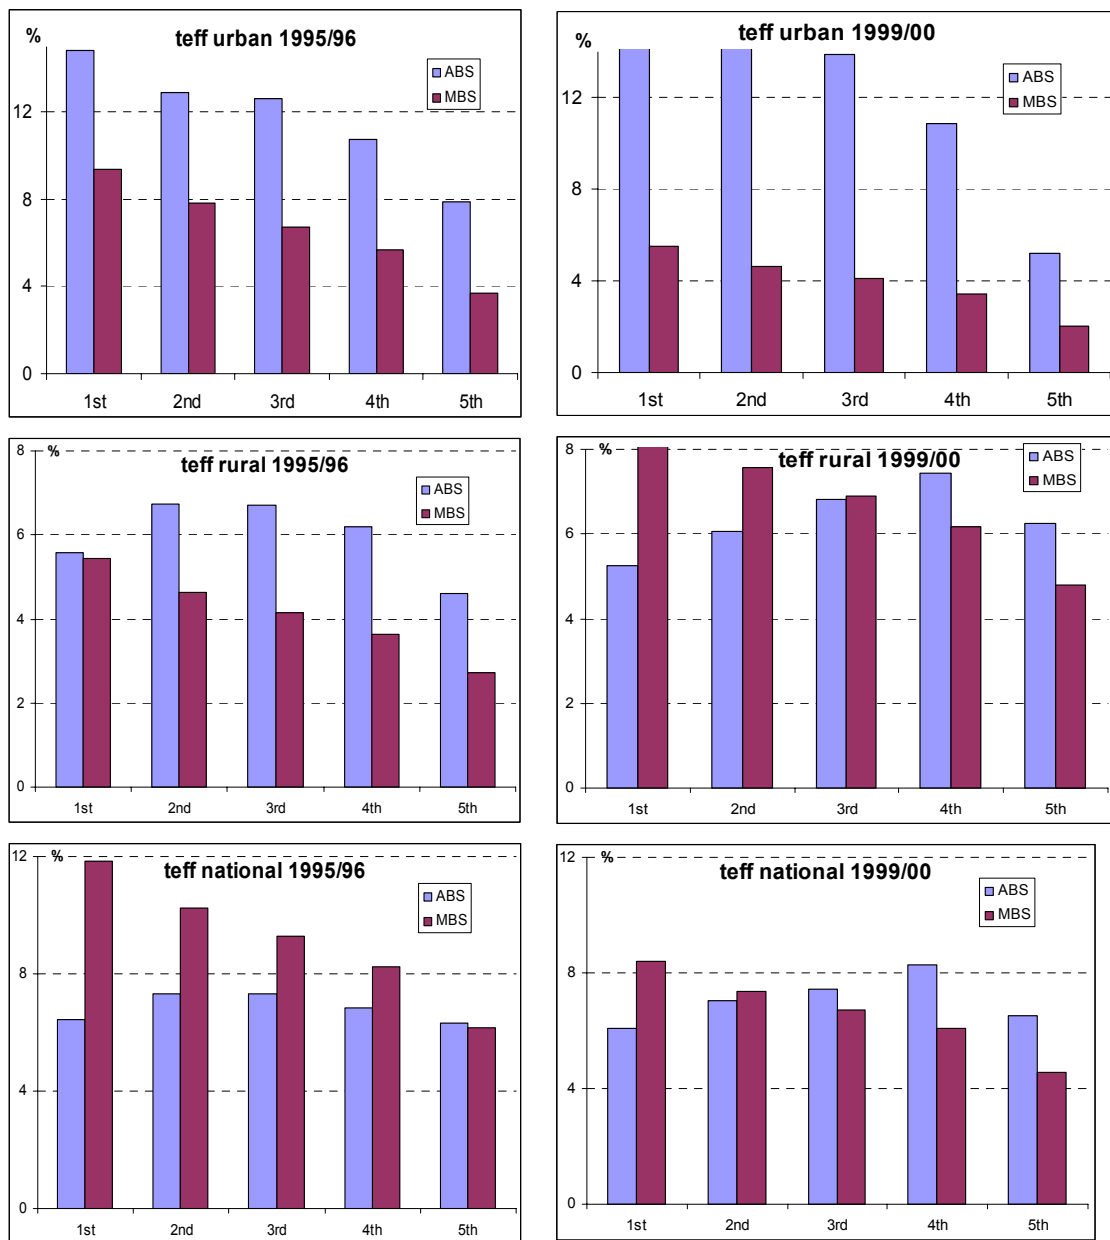 teff urban 1995/96
%
ABS
MBS
12
8
4
0
1st 2nd 3rd 4th 5th
teff urban 1999/00
%
ABS
MBS
12
8
4
0
1st 2nd 3rd 4th 5th
8 %
teff rural 1995/96
ABS
MBS
6
4
2
0
1st 2nd 3rd 4th 5th
8 %
teff rural 1999/00
ABS
MBS
6
4
2
0
1st 2nd 3rd 4th 5th
12 %
teff national 1995/96
ABS
MBS
8
4
0
1st 2nd 3rd 4th 5th
12 %
teff national 1999/00
ABS
MBS
8
4
0
1st 2nd 3rd 4th 5th